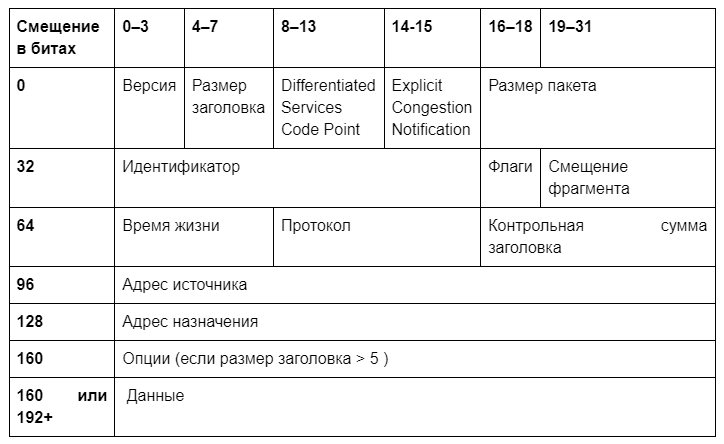 Смещение в битах 0–3 4–7 8–13 14-15 16–18 19–31
0 Версия Размер заголовка Differentiated Services Code Point Explicit Congestion Notification Размер пакета
32 Идентификатор Флаги Смещение фрагмента
64 Время жизни Протокол Контрольная сумма заголовка
96 Адрес источника
128 Адрес назначения
160 Опции (если размер заголовка > 5 )
160 или 192+ Данные